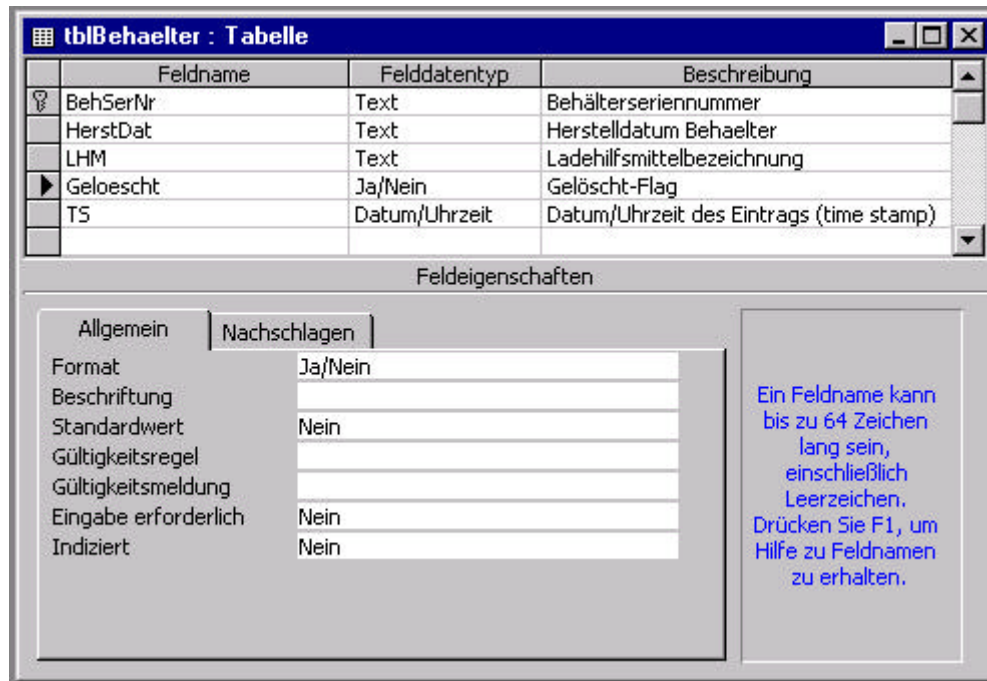 tblBehaelter : Tabelle
Feldname Felddatentyp Beschreibung
BehSerNr Text Behälterseriennummer
HerstDat Text Herstelldatum Behaelter
LHM Text Ladehilfsmittelbezeichnung
Geloescht Ja/Nein Gelöscht-Flag
TS Datum/Uhrzeit Datum/Uhrzeit des Eintrags (time stamp)
Feldeigenschaften
Allgemein Nachschlagen
Format Ja/Nein
Beschriftung
Standardwert Nein
Gültigkeitsregel
Gültigkeitsmeldung
Eingabe erforderlich Nein
Indiziert Nein
Ein Feldname kann
bis zu 64 Zeichen
lang sein,
einschließlich
Leerzeichen.
Drücken Sie F1, um
Hilfe zu Feldnamen
zu erhalten.